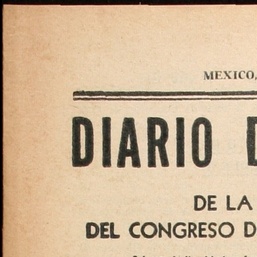 MEXICO,
DIARIO D
DE LA
DEL CONGRESO D